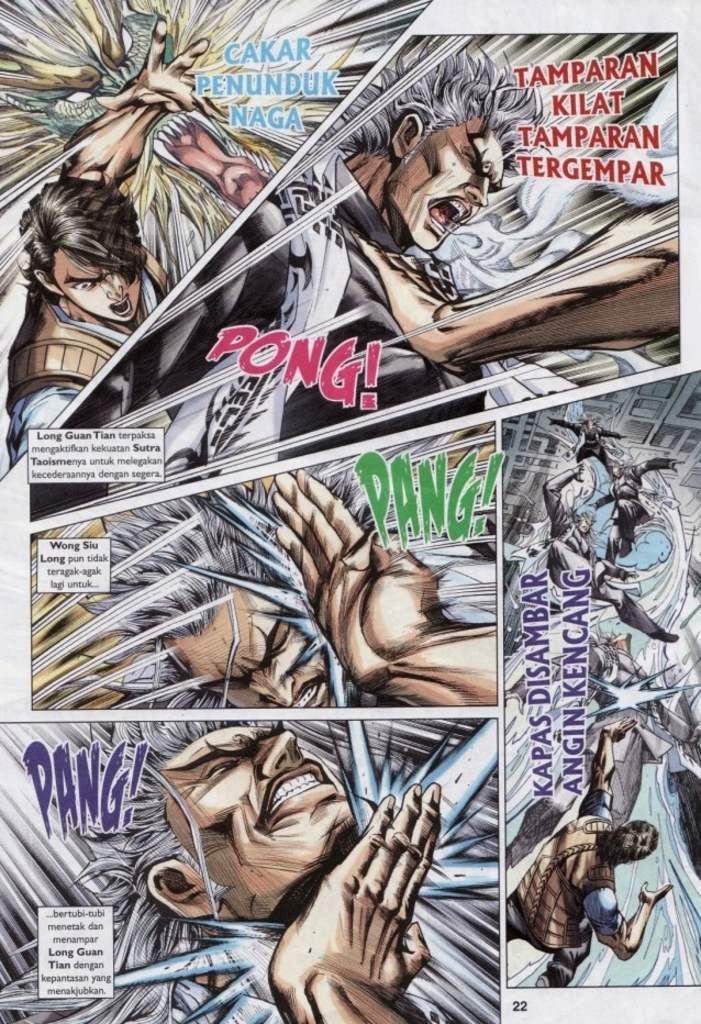 CAKAR
PENUNDUK
NAGA
TAMPARAN
KILAT
TAMPARAN
TERGEMPAR
PONG!
Long Guan Tian terpaksa
mengaktifkan kekuatan Sutra
Taoismenya untuk melegakan
kecederaannya dengan segera.
PANG!
Wong Siu
Long pun tidak
teragak-agak
lagi untuk...
KAPAS DISAMBAR
ANGIN KENCANG
PANG!
...bertubi-tubi
menetak dan
menampar
Long Guan
Tian dengan
kepantasan yang
menakjubkan.
22